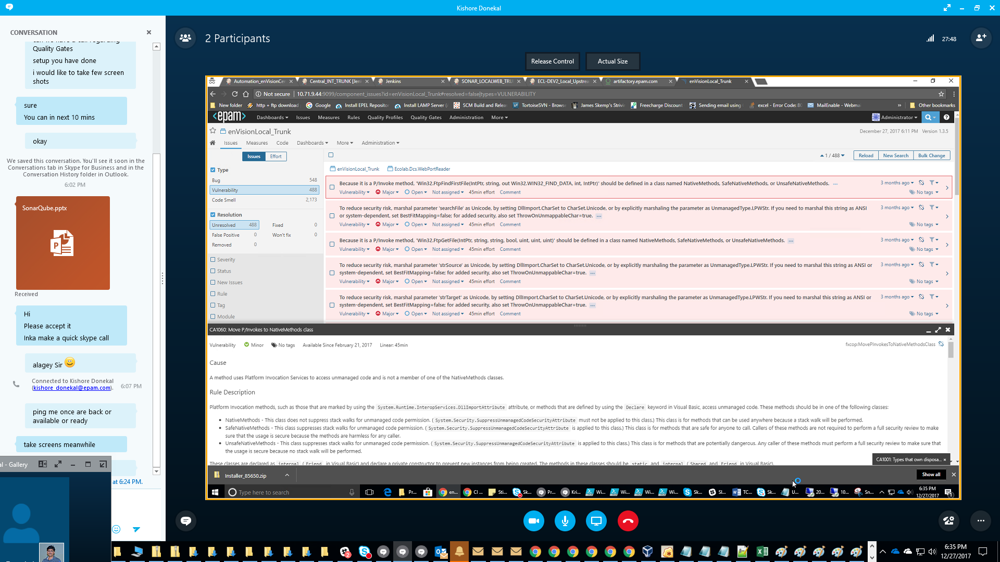 Kishore Donekal
CONVERSATION
Quality Gates
setup you have done
i would like to take few screen
shots
sure
You can in next 10 mins
okay
We saved this conversation. You'll see it soon in the
Conversations tab in Skype for Business and in the
Conversation History folder in Outlook.
6:02 PM
SonarQube.pptx
Received
Hi
Please accept it
Inka make a quick skype call
alagey Sir
Connected to Kishore Donekal
(kishore_donekal@epam.com).
6:07 PM
ping me once are back or
available or ready
take screens meanwhile
al - Gallery
at 6:24 PM.
2 Participants
27:48
Release Control
Actual Size
Automation_enVisionCe
Central_INT_TRUNK [Jen
Jenkins
SONAR_LOCALWEB_TRU
ECL-DEV2_Local_Upstrea
artifactory.epam.com
enVisionLocal_Trunk
Not secure
10.71.9.44:9099/component_issues?id=enVisionLocal_Trunk#resolved=false|types=VULNERABILITY
New folder
http + ftp download
Google
Install EPEL Repositor
Install LAMP Server (
SCM Build and Relea
TortoiseSVN - Browse
James Skemp's Strivi
Freecharge Discount
Sending email using
excel - Error Code: 80
MailEnable - Webma
»
Other bookmarks
<epam>
Dashboards
Issues
Measures
Rules
Quality Profiles
Quality Gates
Administration
More
Administrator
enVisionLocal_Trunk
December 27, 2017 6:11 PM Version 1.3.5
Issues
Measures
Code
Dashboards
More
Administration
Issues
Effort
1 / 488
Reload
New Search
Bulk Change
Type
Bug 548
Vulnerability 488
Code Smell 2,173
Resolution
Unresolved 488 Fixed 0
False Positive 0 Won't fix 0
Removed 0
Severity
Status
New Issues
Rule
Tag
Module
enVisionLocal_Trunk
Ecolab.Dcs.WebPortReader
Because it is a P/Invoke method, 'Win32.FtpFindFirstFile(IntPtr, string, out Win32.WIN32_FIND_DATA, int, IntPtr)' should be defined in a class named NativeMethods, SafeNativeMethods, or UnsafeNativeMethods.
3 months ago
Vulnerability Major Open Not assigned 45min effort Comment
No tags
To reduce security risk, marshal parameter 'searchFile' as Unicode, by setting DllImport.CharSet to CharSet.Unicode, or by explicitly marshaling the parameter as UnmanagedType.LPWStr. If you need to marshal this string as ANSI
or system-dependent, set BestFitMapping=false; for added security, also set ThrowOnUnmappableChar=true.
3 months ago
Vulnerability Major Open Not assigned 45min effort Comment
No tags
Because it is a P/Invoke method, 'Win32.FtpGetFile(IntPtr, string, string, bool, uint, uint, uint)' should be defined in a class named NativeMethods, SafeNativeMethods, or UnsafeNativeMethods.
3 months ago
Vulnerability Major Open Not assigned 45min effort Comment
No tags
To reduce security risk, marshal parameter 'strSource' as Unicode, by setting DllImport.CharSet to CharSet.Unicode, or by explicitly marshaling the parameter as UnmanagedType.LPWStr. If you need to marshal this string as ANSI or
system-dependent, set BestFitMapping=false; for added security, also set ThrowOnUnmappableChar=true.
3 months ago
Vulnerability Major Open Not assigned 45min effort Comment
No tags
To reduce security risk, marshal parameter 'strTarget' as Unicode, by setting DllImport.CharSet to CharSet.Unicode, or by explicitly marshaling the parameter as UnmanagedType.LPWStr. If you need to marshal this string as ANSI or
system-dependent, set BestFitMapping=false; for added security, also set ThrowOnUnmappableChar=true.
3 months ago
Vulnerability Major Open Not assigned 45min effort Comment
No tags
CA1060: Move P/Invokes to NativeMethods class
Vulnerability Minor No tags Available Since February 21, 2017 Linear: 45min
fxcop:MovePInvokesToNativeMethodsClass
Cause
A method uses Platform Invocation Services to access unmanaged code and is not a member of one of the NativeMethods classes.
Rule Description
Platform Invocation methods, such as those that are marked by using the System.Runtime.InteropServices.DllImportAttribute attribute, or methods that are defined by using the Declare keyword in Visual Basic, access unmanaged code. These methods should be in one of the following classes:
• NativeMethods - This class does not suppress stack walks for unmanaged code permission. ( System.Security.SuppressUnmanagedCodeSecurityAttribute must not be applied to this class.) This class is for methods that can be used anywhere because a stack walk will be performed.
• SafeNativeMethods - This class suppresses stack walks for unmanaged code permission. ( System.Security.SuppressUnmanagedCodeSecurityAttribute is applied to this class.) This class is for methods that are safe for anyone to call. Callers of these methods are not required to perform a full security review to make
sure that the usage is secure because the methods are harmless for any caller.
• UnsafeNativeMethods - This class suppresses stack walks for unmanaged code permission. ( System.Security.SuppressUnmanagedCodeSecurityAttribute is applied to this class.) This class is for methods that are potentially dangerous. Any caller of these methods must perform a full security review to make sure that
the usage is secure because no stack walk will be performed.
These classes are declared as internal ( Friend in Visual Basic) and declare a private constructor to prevent new instances from being created. The methods in these classes should be static and internal ( Shared and Friend in Visual Basic).
CA1001: Types that own disposa...
Installer_85650.zip
Show all
Type here to search
Pr...
en...
Cl ...
Sti...
Sk...
Pr...
Kri...
Wi...
Wi...
Wi...
Wi...
Sk...
Sl...
TC...
Sk...
U...
20...
10...
Sn...
6:35 PM
12/27/2017
6:35 PM
12/27/2017